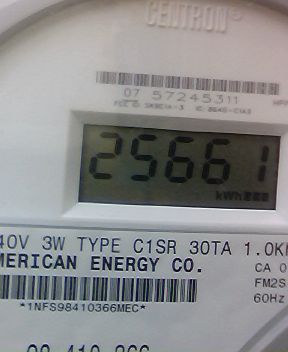 CENTRON®
07 57245311
25661
kWh
40V 3W TYPE C1SR 30TA 1.0K
MERICAN ENERGY CO.
CA 0
FM2S
60Hz
*1NFS98410366MEC*